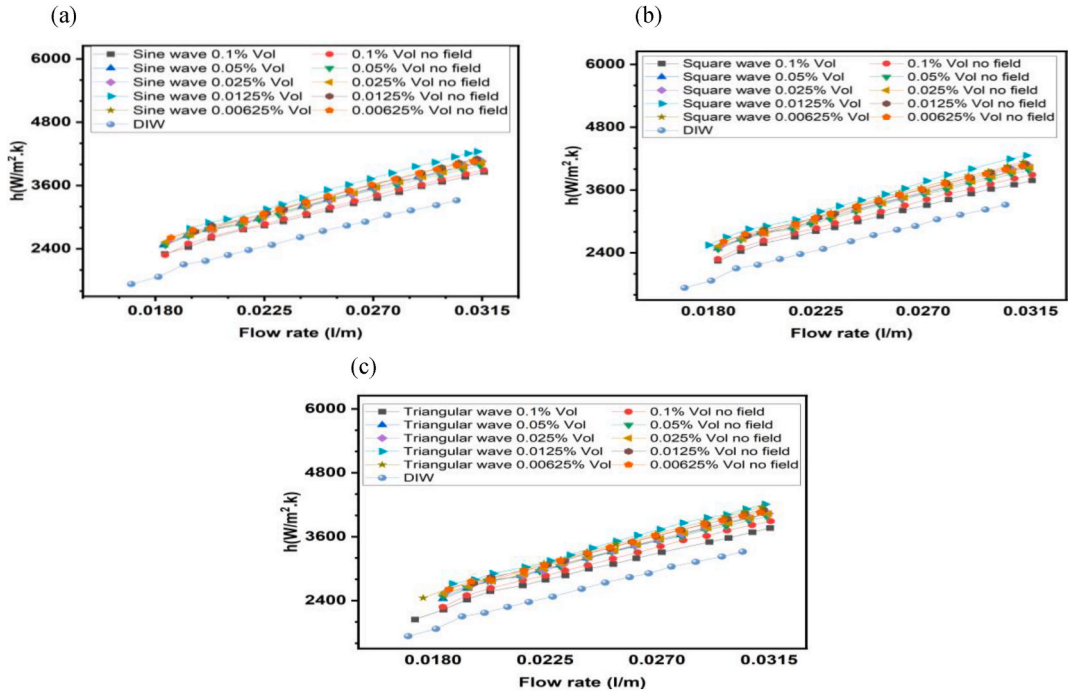 (a)
6000
4800
3600
2400
h(W/m².k)
Sine wave 0.1% Vol
0.1% Vol no field
Sine wave 0.05% Vol
0.05% Vol no field
Sine wave 0.025% Vol
0.025% Vol no field
Sine wave 0.0125% Vol
0.0125% Vol no field
Sine wave 0.00625% Vol
0.00625% Vol no field
DIW
0.0180 0.0225 0.0270 0.0315
Flow rate (l/m)
(b)
6000
4800
3600
2400
h(W/m².k)
Square wave 0.1% Vol
0.1% Vol no field
Square wave 0.05% Vol
0.05% Vol no field
Square wave 0.025% Vol
0.025% Vol no field
Square wave 0.0125% Vol
0.0125% Vol no field
Square wave 0.00625% Vol
0.00625% Vol no field
DIW
0.0180 0.0225 0.0270 0.0315
Flow rate (l/m)
(c)
6000
4800
3600
2400
h(W/m².k)
Triangular wave 0.1% Vol
0.1% Vol no field
Triangular wave 0.05% Vol
0.05% Vol no field
Triangular wave 0.025% Vol
0.025% Vol no field
Triangular wave 0.0125% Vol
0.0125% Vol no field
Triangular wave 0.00625% Vol
0.00625% Vol no field
DIW
0.0180 0.0225 0.0270 0.0315
Flow rate (l/m)